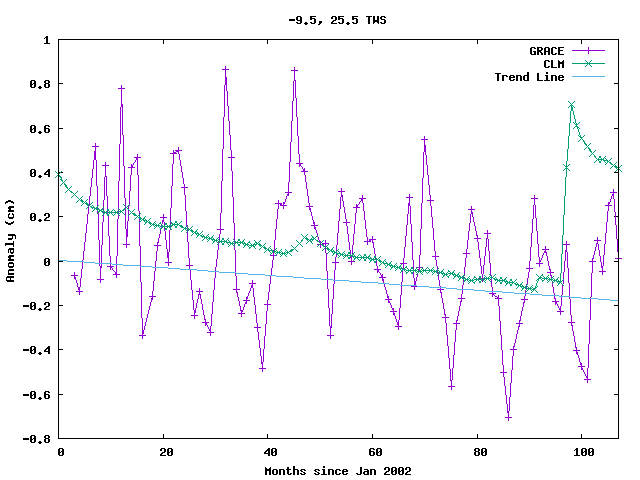 -9.5, 25.5 TWS
GRACE
CLM
Trend Line
1
0.8
0.6
0.4
0.2
0
-0.2
-0.4
-0.6
-0.8
Anomaly (cm)
0 20 40 60 80 100
Months since Jan 2002